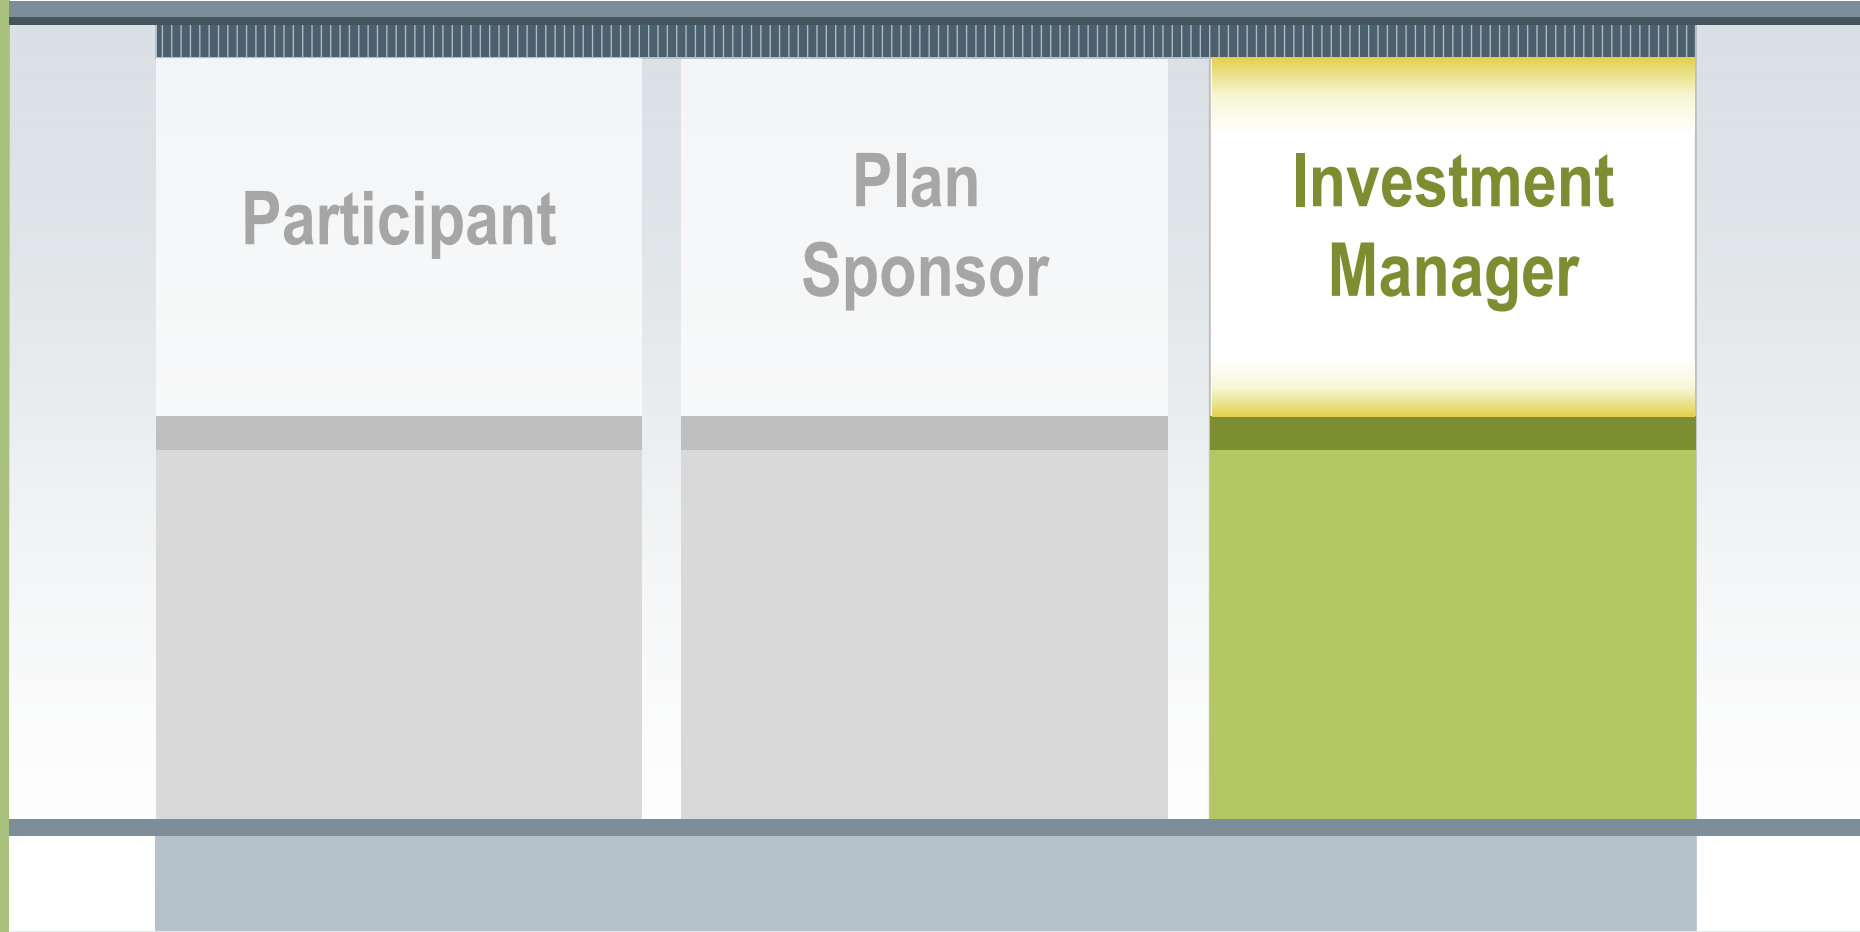 Participant
Plan
Sponsor
Investment
Manager